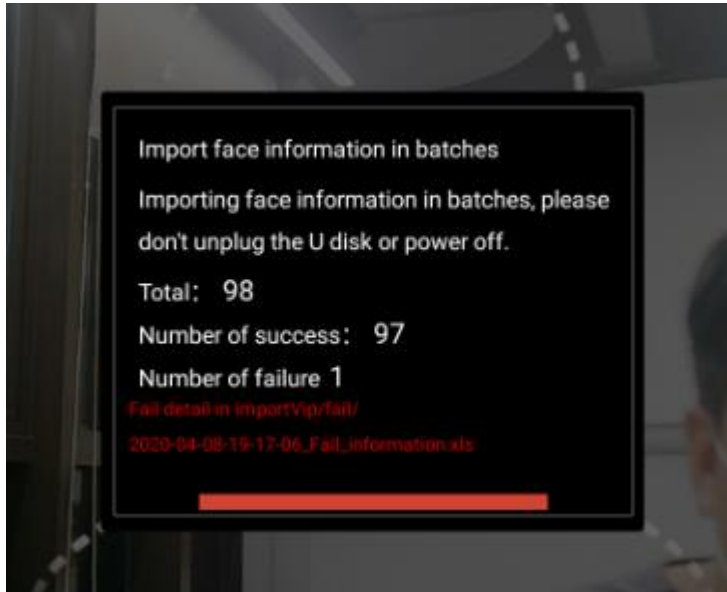 Import face information in batches
Importing face information in batches, please
don't unplug the U disk or power off.
Total： 98
Number of success： 97
Number of failure 1
Fail detail in ImportVip/fail/
2020-04-08-19-17-06_Fail_information.xls